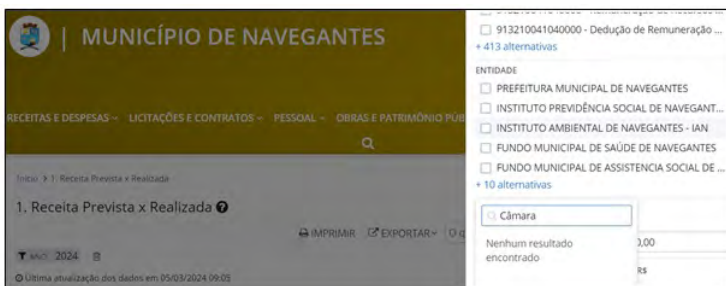 | MUNICÍPIO DE NAVEGANTES
RECEITAS E DESPESAS LICITAÇÕES E CONTRATOS PESSOAL OBRAS E PATRIMÔNIO PÚB
Início > 1. Receita Prevista x Realizada
1. Receita Prevista x Realizada
IMPRIMIR EXPORTAR
ANO: 2024
Última atualização dos dados em 05/03/2024 09:05
913210041040000 - Dedução de Remuneração ...
+ 413 alternativas
ENTIDADE
PREFEITURA MUNICIPAL DE NAVEGANTES
INSTITUTO PREVIDÊNCIA SOCIAL DE NAVEGANT...
INSTITUTO AMBIENTAL DE NAVEGANTES - IAN
FUNDO MUNICIPAL DE SAÚDE DE NAVEGANTES
FUNDO MUNICIPAL DE ASSISTENCIA SOCIAL DE ...
+ 10 alternativas
Câmara
Nenhum resultado
encontrado
0,00
R$